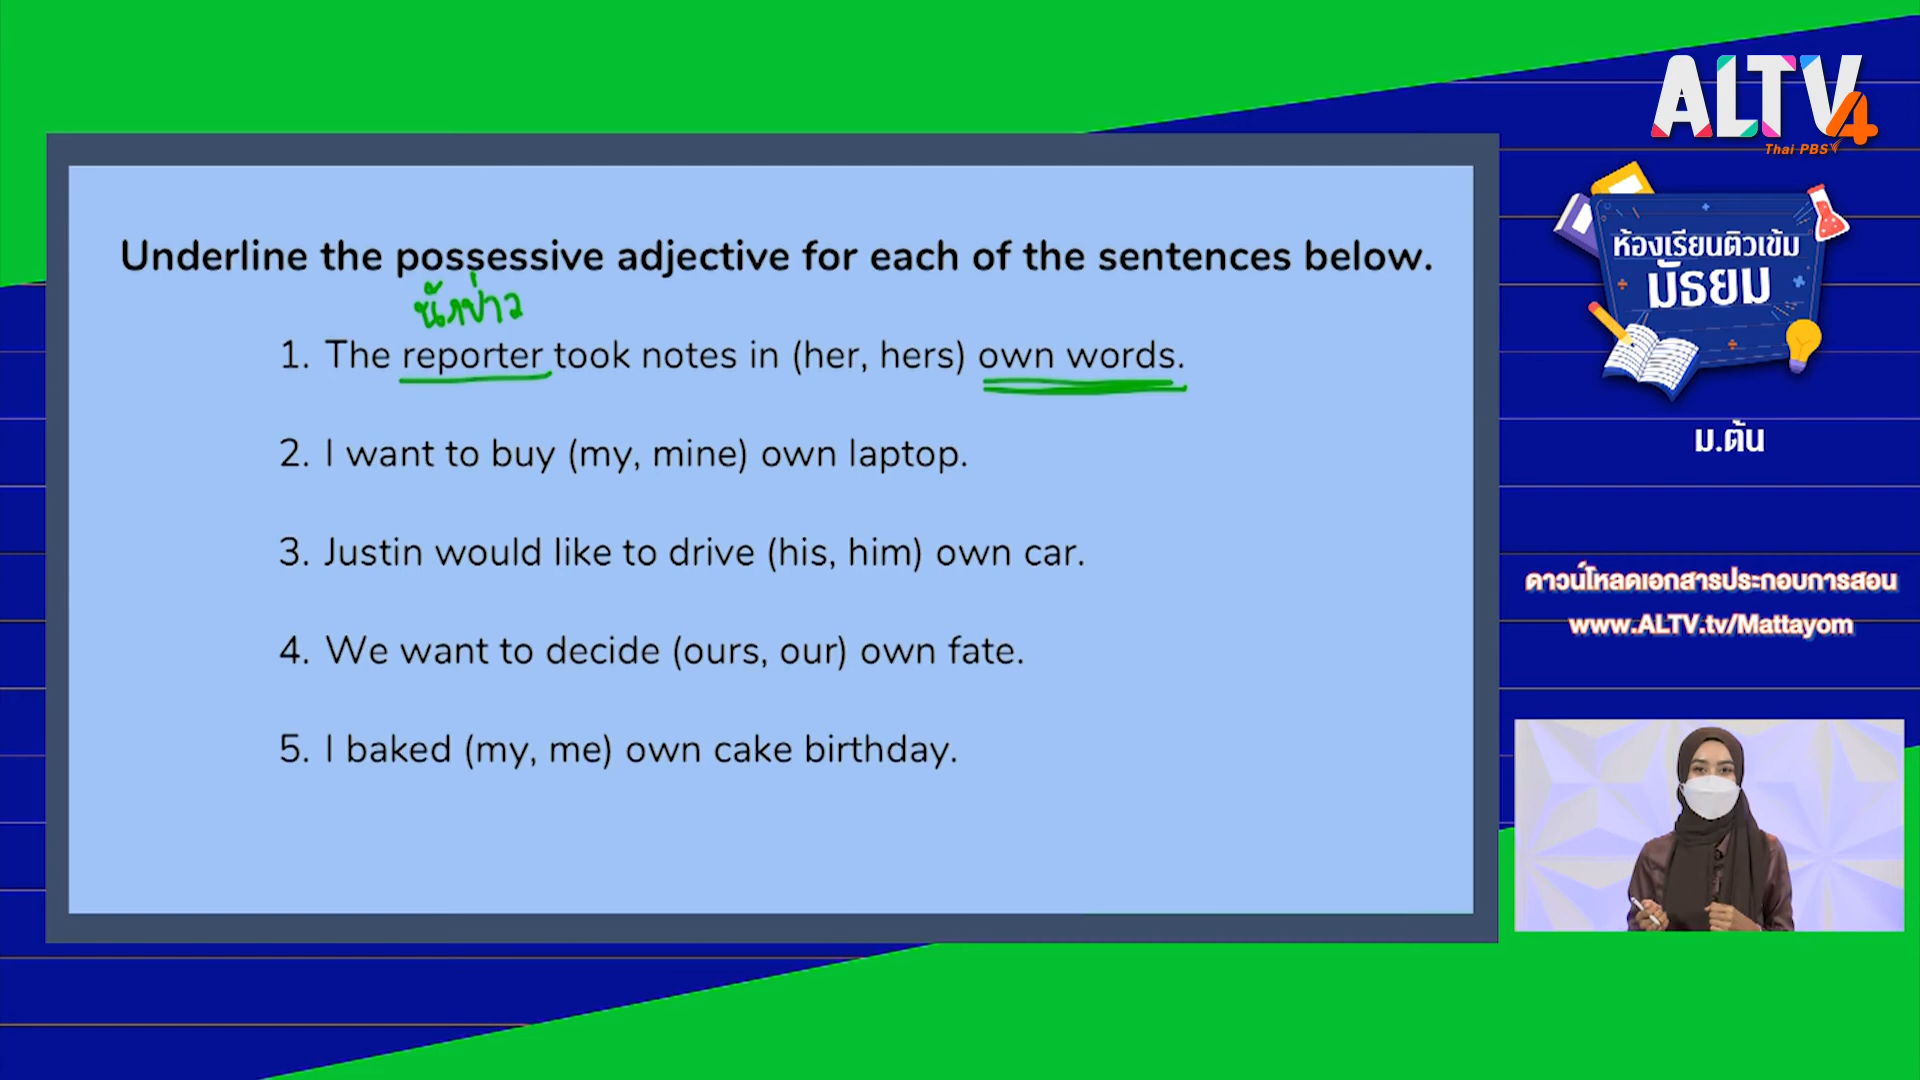 ALTV4
Thai PBS
ห้องเรียนติวเข้ม
มัธยม
ม.ต้น
ดาวน์โหลดเอกสารประกอบการสอน
www.ALTV.tv/Mattayom
Underline the possessive adjective for each of the sentences below.
นักข่าว
1. The reporter took notes in (her, hers) own words.
2. I want to buy (my, mine) own laptop.
3. Justin would like to drive (his, him) own car.
4. We want to decide (ours, our) own fate.
5. I baked (my, me) own cake birthday.